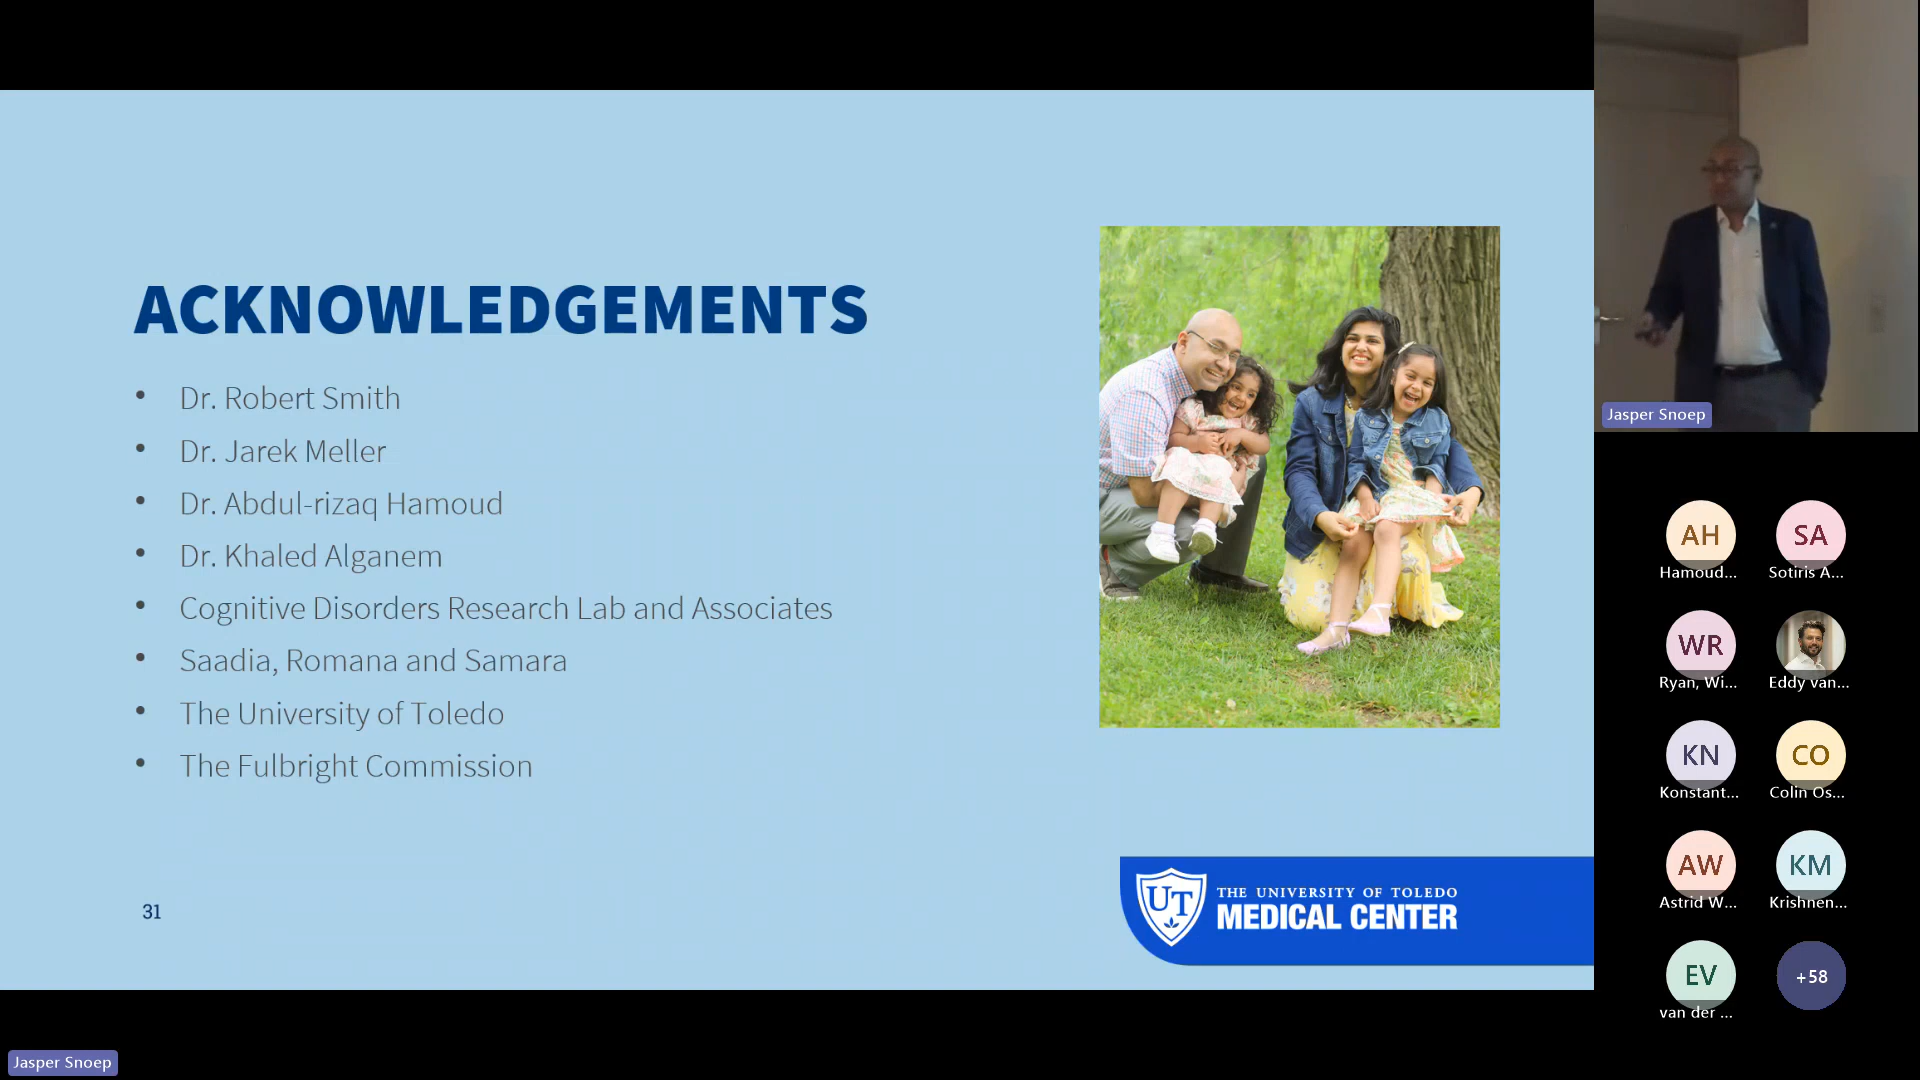 ACKNOWLEDGEMENTS
• Dr. Robert Smith
• Dr. Jarek Meller
• Dr. Abdul-rizaq Hamoud
• Dr. Khaled Alganem
• Cognitive Disorders Research Lab and Associates
• Saadia, Romana and Samara
• The University of Toledo
• The Fulbright Commission
31
UT
THE UNIVERSITY OF TOLEDO
MEDICAL CENTER
Jasper Snoep
Jasper Snoep
AH
Hamoud...
SA
Sotiris A...
WR
Ryan, Wi...
Eddy van...
KN
Konstant...
CO
Colin Os...
AW
Astrid W...
KM
Krishnen...
EV
van der ...
+58